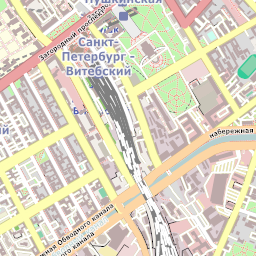 Пушкинская
Санкт-
Петербург –
Витебский
Загородный проспект
набережная
Обводного канала
канала